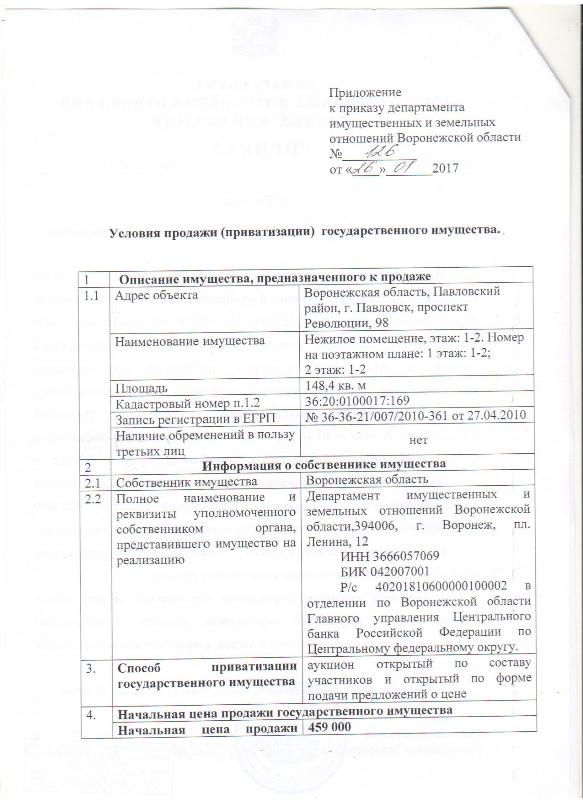 Приложение
к приказу департамента
имущественных и земельных
отношений Воронежской области
№ 126
от «26» 01 2017
Условия продажи (приватизации) государственного имущества.
1 Описание имущества, предназначенного к продаже
1.1 Адрес объекта Воронежская область, Павловский
район, г. Павловск, проспект
Революции, 98
Наименование имущества Нежилое помещение, этаж: 1-2. Номер
на поэтажном плане: 1 этаж: 1-2;
2 этаж: 1-2
Площадь 148,4 кв. м
Кадастровый номер п.1.2 36:20:0100017:169
Запись регистрации в ЕГРП № 36-36-21/007/2010-361 от 27.04.2010
Наличие обременений в пользу нет
третьих лиц
2 Информация о собственнике имущества
2.1 Собственник имущества Воронежская область
2.2 Полное наименование и Департамент имущественных и
реквизиты уполномоченного земельных отношений Воронежской
собственником органа, области,394006, г. Воронеж, пл.
представившего имущество на Ленина, 12
реализацию ИНН 3666057069
БИК 042007001
Р/с 40201810600000100002 в
отделении по Воронежской области
Главного управления Центрального
банка Российской Федерации по
Центральному федеральному округу.
3. Способ приватизации аукцион открытый по составу
государственного имущества участников и открытый по форме
подачи предложений о цене
4. Начальная цена продажи государственного имущества
Начальная цена продажи 459 000